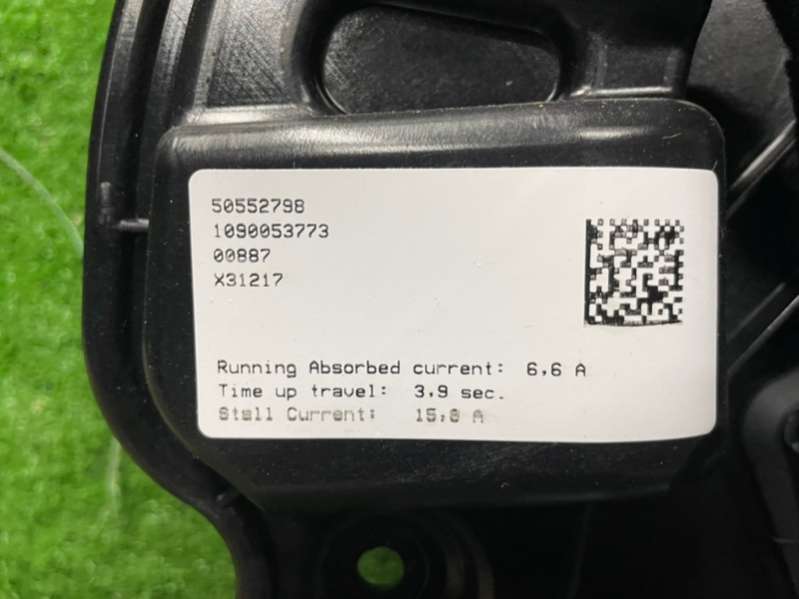 50552798
1090053773
00887
X31217
Running Absorbed current: 6,6 A
Time up travel: 3,9 sec.
Stall Current: 15,8 A